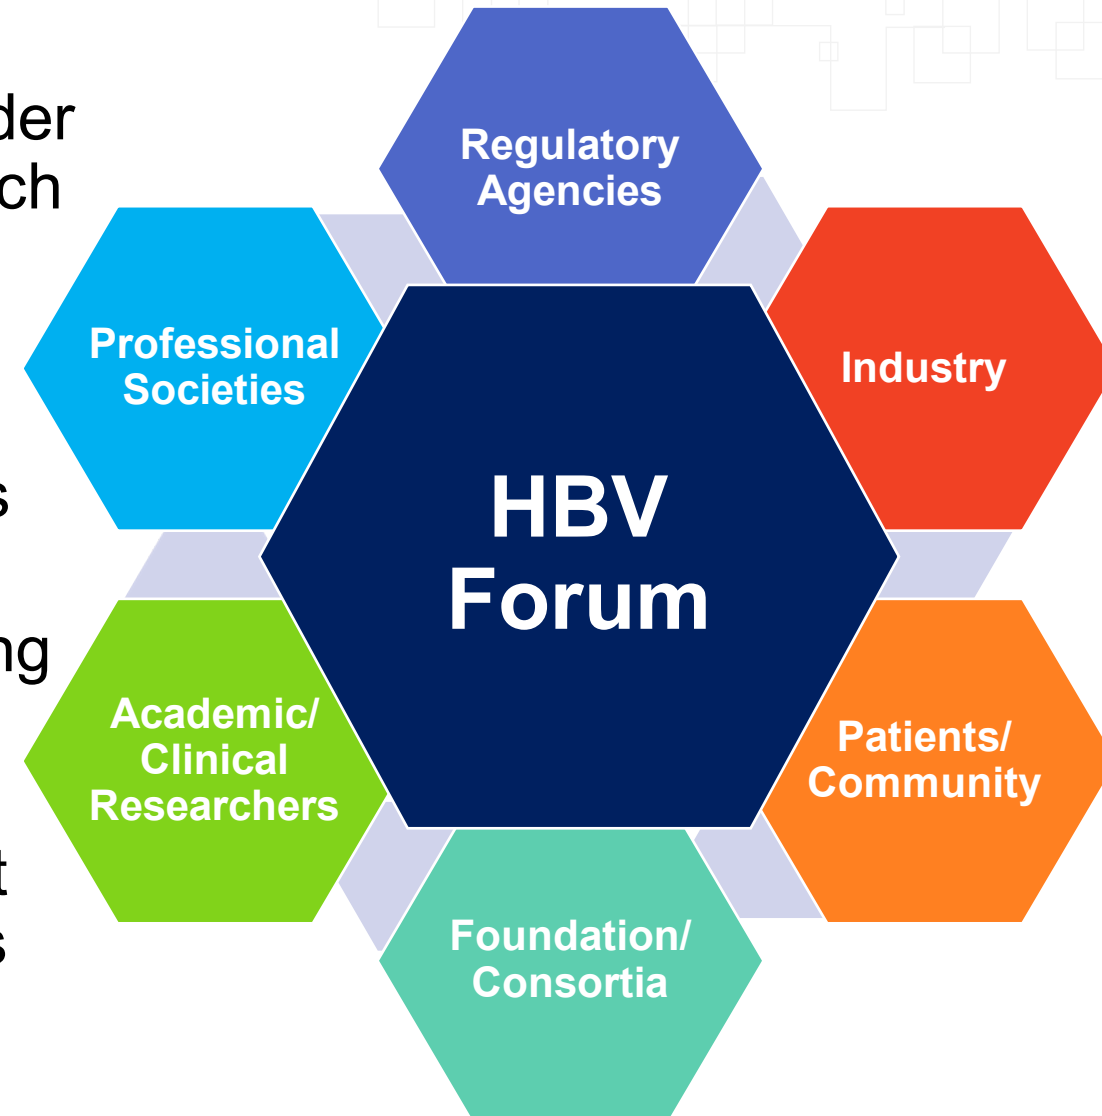 Regulatory
Agencies
Professional
Societies
Industry
HBV
Forum
Academic/
Clinical
Researchers
Patients/
Community
Foundation/
Consortia